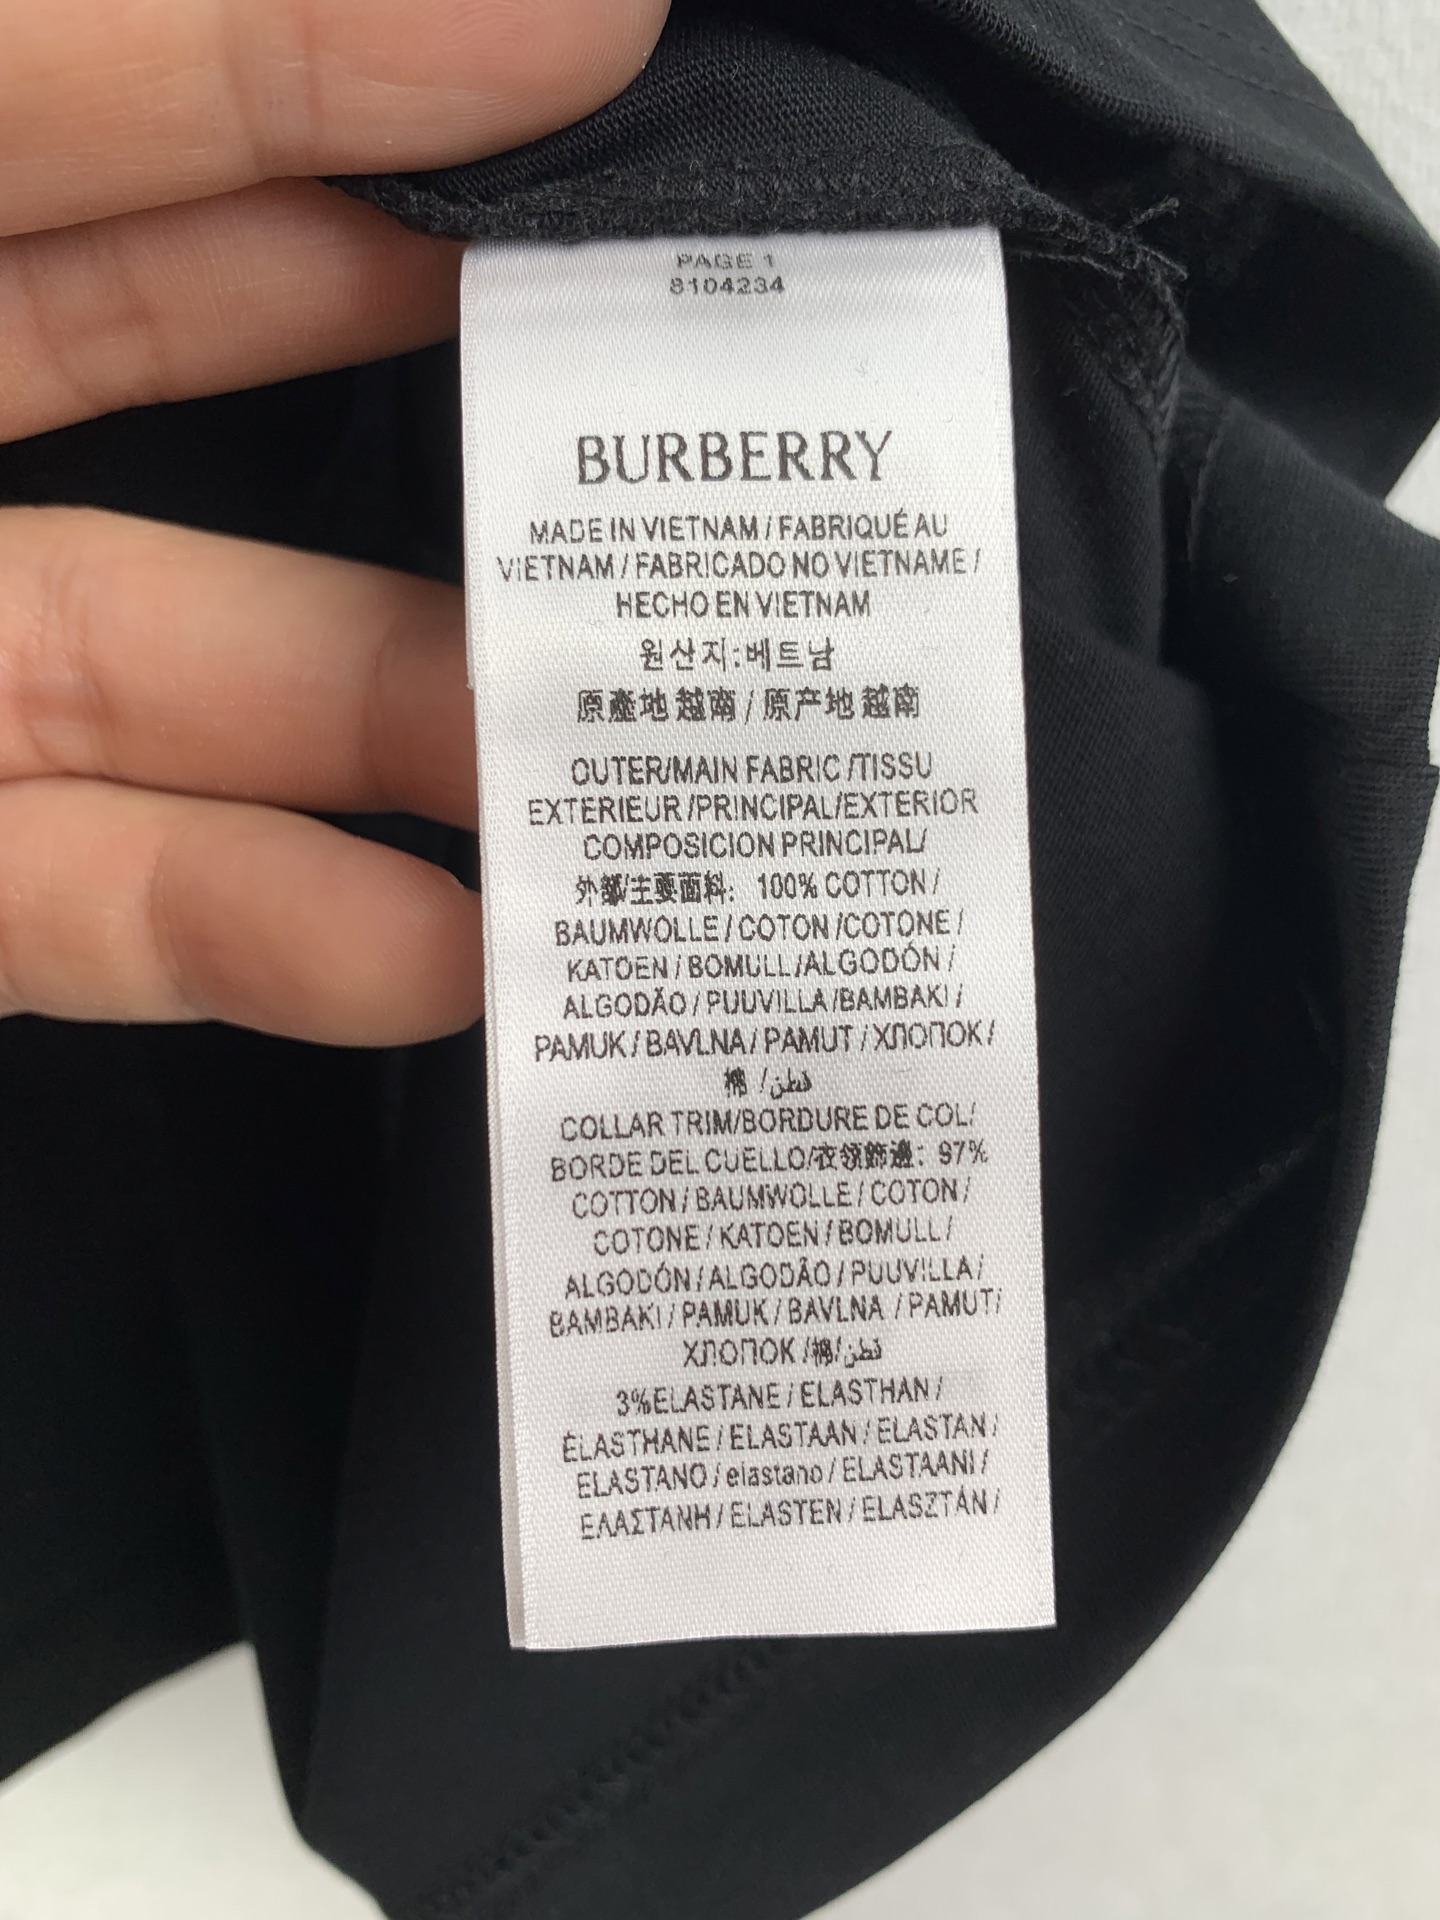 PAGE 1
8104234
BURBERRY
MADE IN VIETNAM / FABRIQUÉ AU
VIETNAM / FABRICADO NO VIETNAME /
HECHO EN VIETNAM
원산지:베트남
原產地 越南 / 原产地 越南
OUTER/MAIN FABRIC /TISSU
EXTERIEUR /PRINCIPAL/EXTERIOR
COMPOSICION PRINCIPAL/
外部/主要面料: 100% COTTON /
BAUMWOLLE / COTON /COTONE /
KATOEN / BOMULL /ALGODÓN /
ALGODÃO / PUUVILLA /BAMBAKI /
PAMUK / BAVLNA / PAMUT / ХЛОПОК /
棉 /قطن
COLLAR TRIM/BORDURE DE COL/
BORDE DEL CUELLO/衣领飾邊: 97%
COTTON / BAUMWOLLE / COTON /
COTONE / KATOEN / BOMULL /
ALGODÓN / ALGODÃO / PUUVILLA /
BAMBAKI / PAMUK / BAVLNA / PAMUT/
ХЛОПОК /棉/قطن
3%ELASTANE / ELASTHAN /
ÉLASTHANE / ELASTAAN / ELASTAN /
ELASTANO / elastano / ELASTAANI /
ΕΛΑΣΤΑΝΗ / ELASTEN / ELASZTÁN /